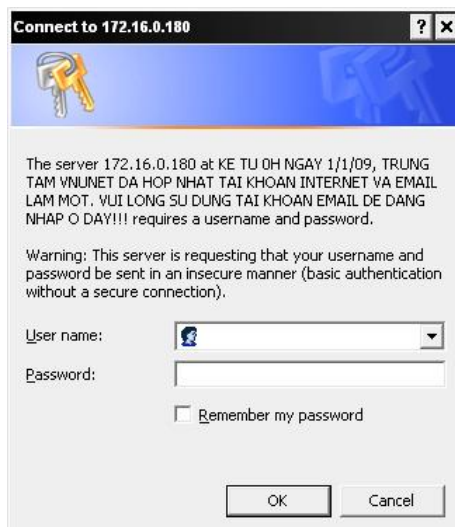 Connect to 172.16.0.180
The server 172.16.0.180 at KE TU 0H NGAY 1/1/09, TRUNG
TAM VNUNET DA HOP NHAT TAI KHOAN INTERNET VA EMAIL
LAM MOT. VUI LONG SU DUNG TAI KHOAN EMAIL DE DANG
NHAP O DAY!!! requires a username and password.
Warning: This server is requesting that your username and
password be sent in an insecure manner (basic authentication
without a secure connection).
User name:
Password:
Remember my password
OK Cancel